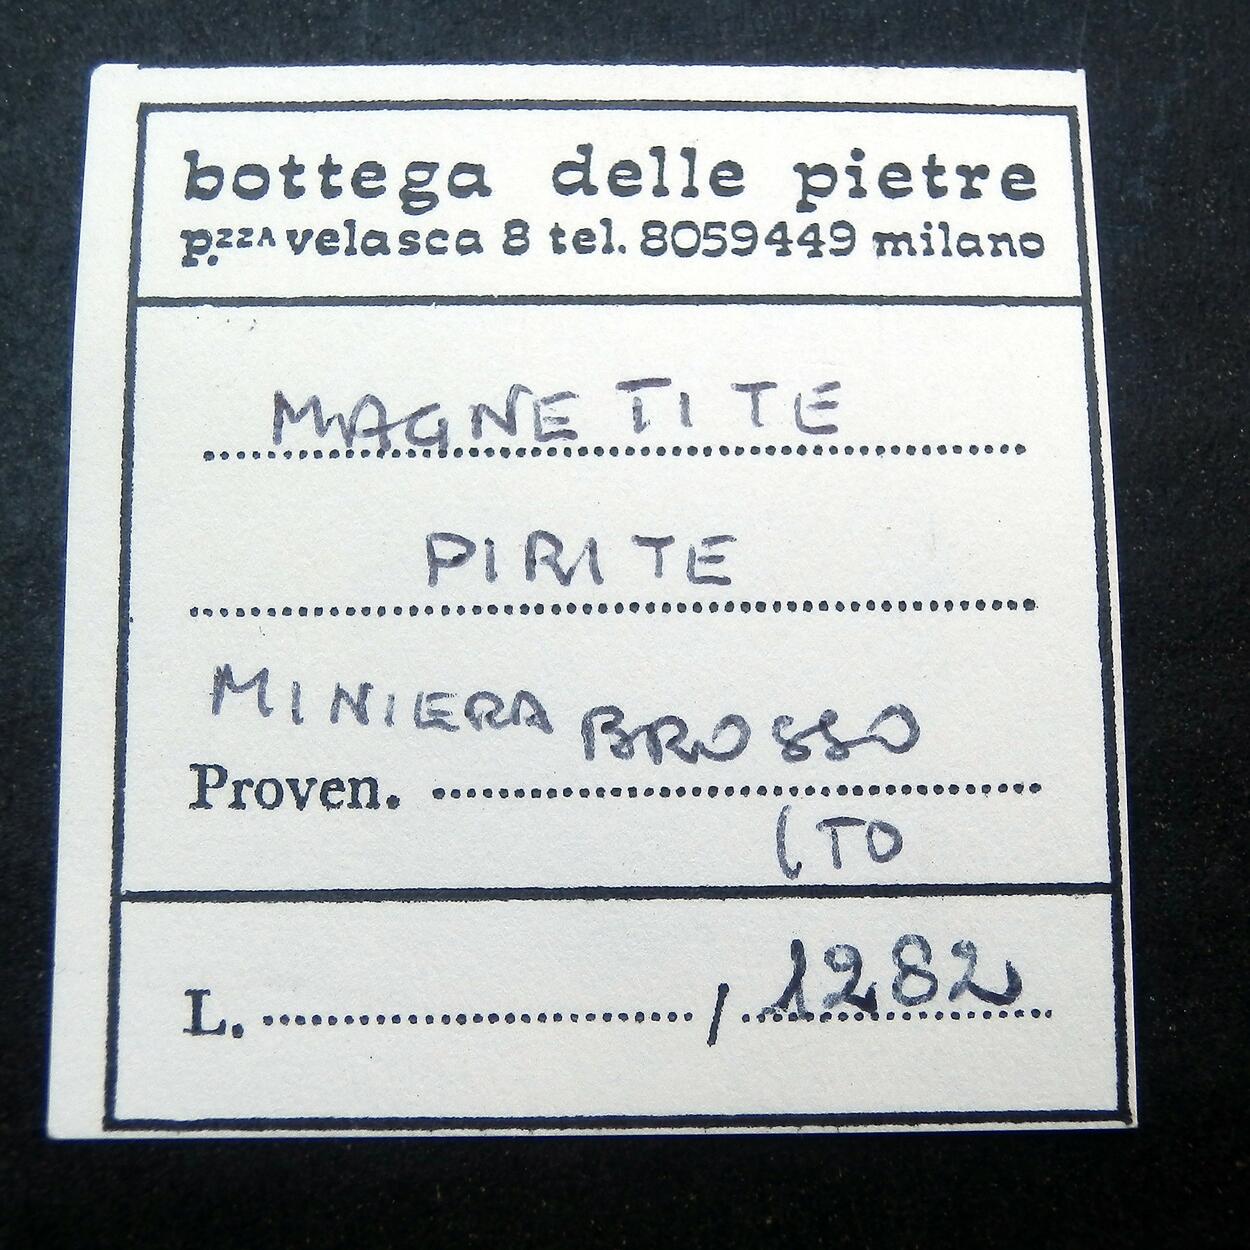 bottega delle pietre
p.zza velasca 8 tel. 8059449 milano
MAGNETITE
PIRITE
MINIERA BROSSO
Proven.
(TO
L. / 1282